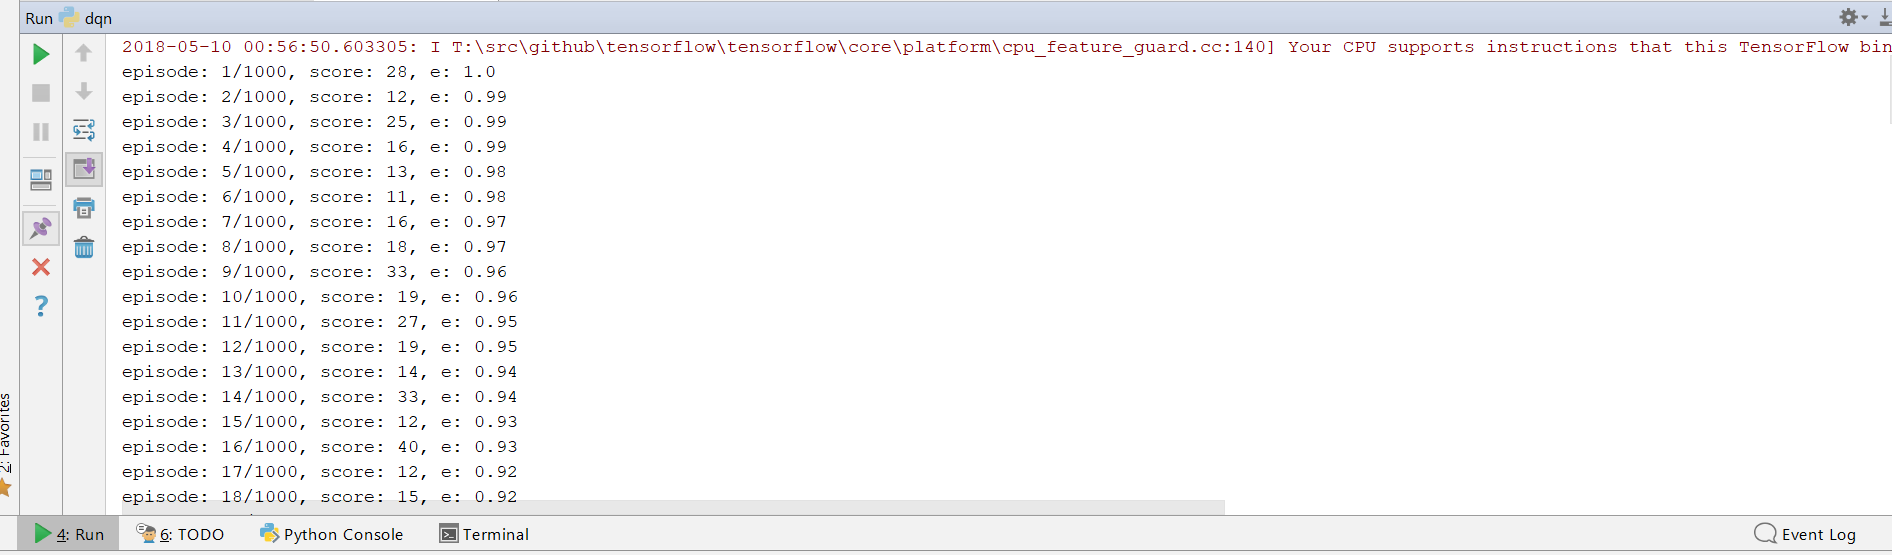 Run dqn
2018-05-10 00:56:50.603305: I T:\src\github\tensorflow\tensorflow\core\platform\cpu_feature_guard.cc:140] Your CPU supports instructions that this TensorFlow bin
episode: 1/1000, score: 28, e: 1.0
episode: 2/1000, score: 12, e: 0.99
episode: 3/1000, score: 25, e: 0.99
episode: 4/1000, score: 16, e: 0.99
episode: 5/1000, score: 13, e: 0.98
episode: 6/1000, score: 11, e: 0.98
episode: 7/1000, score: 16, e: 0.97
episode: 8/1000, score: 18, e: 0.97
episode: 9/1000, score: 33, e: 0.96
episode: 10/1000, score: 19, e: 0.96
episode: 11/1000, score: 27, e: 0.95
episode: 12/1000, score: 19, e: 0.95
episode: 13/1000, score: 14, e: 0.94
episode: 14/1000, score: 33, e: 0.94
episode: 15/1000, score: 12, e: 0.93
episode: 16/1000, score: 40, e: 0.93
episode: 17/1000, score: 12, e: 0.92
episode: 18/1000, score: 15, e: 0.92
2: Favorites
4: Run 6: TODO Python Console Terminal Event Log